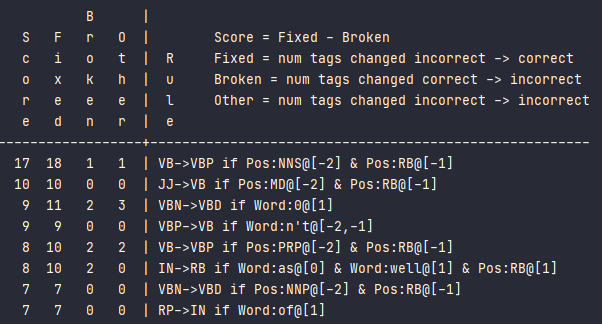 B      |
   S   F   r   O  |        Score = Fixed - Broken
   c   i   o   t  |  R     Fixed = num tags changed incorrect -> correct
   o   x   k   h  |  u     Broken = num tags changed correct -> incorrect
   r   e   e   e  |  l     Other = num tags changed incorrect -> incorrect
   e   d   n   r  |  e
------------------+-------------------------------------------------------
  17  18   1   1  | VB->VBP if Pos:NNS@[-2] & Pos:RB@[-1]
  10  10   0   0  | JJ->VB if Pos:MD@[-2] & Pos:RB@[-1]
   9  11   2   3  | VBN->VBD if Word:0@[1]
   9   9   0   0  | VBP->VB if Word:n't@[-2,-1]
   8  10   2   2  | VB->VBP if Pos:PRP@[-2] & Pos:RB@[-1]
   8  10   2   0  | IN->RB if Word:as@[0] & Word:well@[1] & Pos:RB@[1]
   7   7   0   0  | VBN->VBD if Pos:NNP@[-2] & Pos:RB@[-1]
   7   7   0   0  | RP->IN if Word:of@[1]